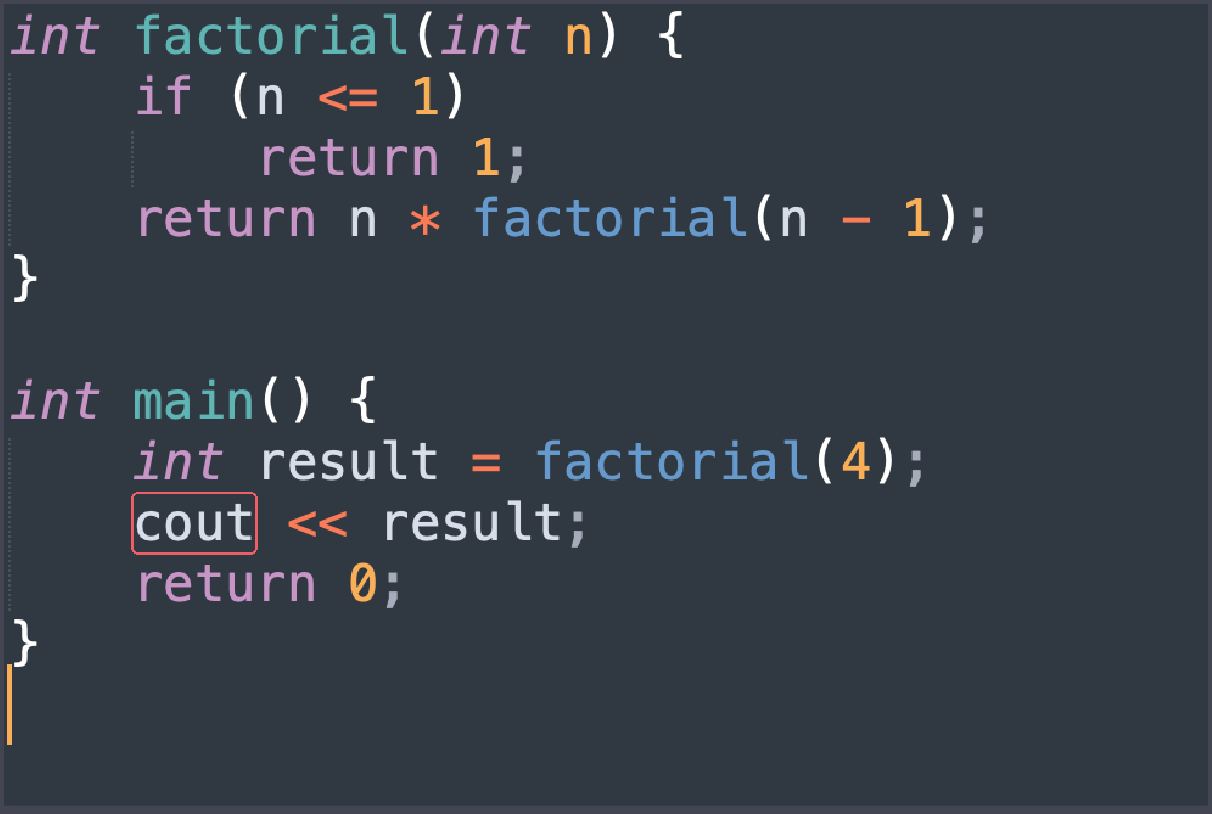 int factorial(int n) {
    if (n <= 1)
        return 1;
    return n * factorial(n - 1);
}

int main() {
    int result = factorial(4);
    cout << result;
    return 0;
}